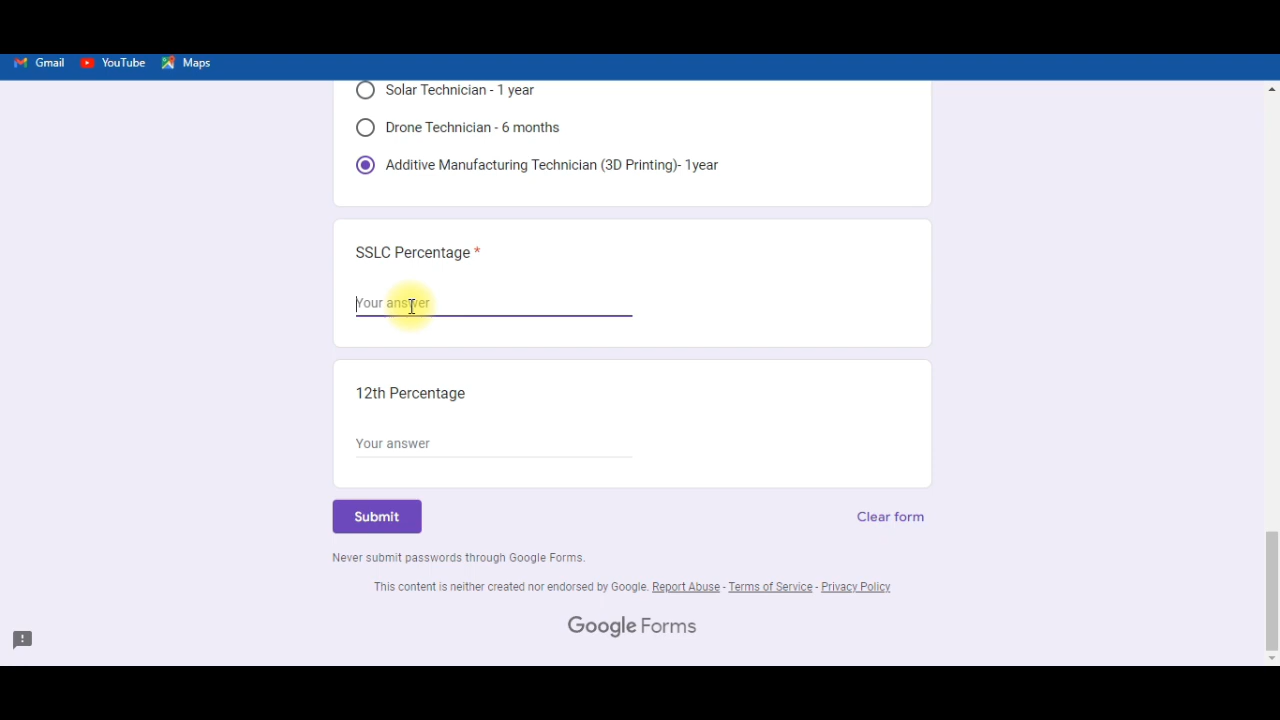 Gmail YouTube Maps
Solar Technician - 1 year
Drone Technician - 6 months
Additive Manufacturing Technician (3D Printing)- 1year
SSLC Percentage *
Your answer
12th Percentage
Your answer
Submit Clear form
Never submit passwords through Google Forms.
This content is neither created nor endorsed by Google. Report Abuse - Terms of Service - Privacy Policy
Google Forms